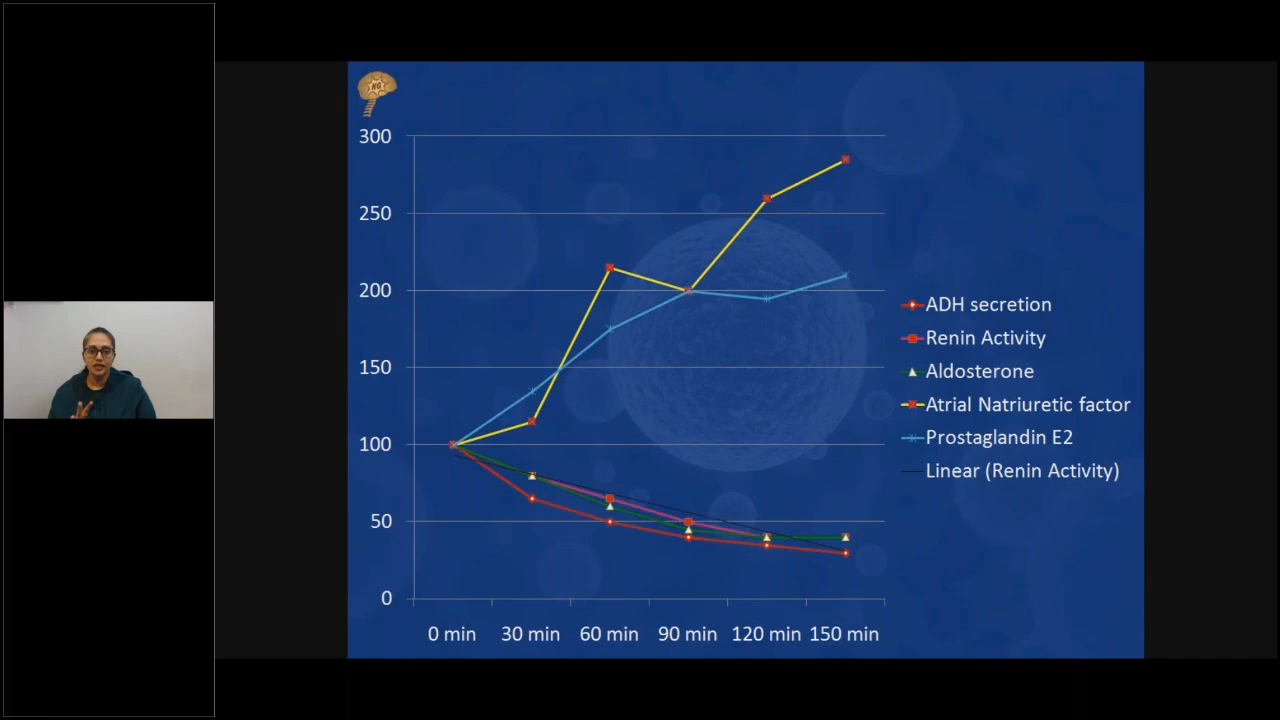 NG
300
250
200
150
100
50
0
0 min 30 min 60 min 90 min 120 min 150 min
ADH secretion
Renin Activity
Aldosterone
Atrial Natriuretic factor
Prostaglandin E2
Linear (Renin Activity)